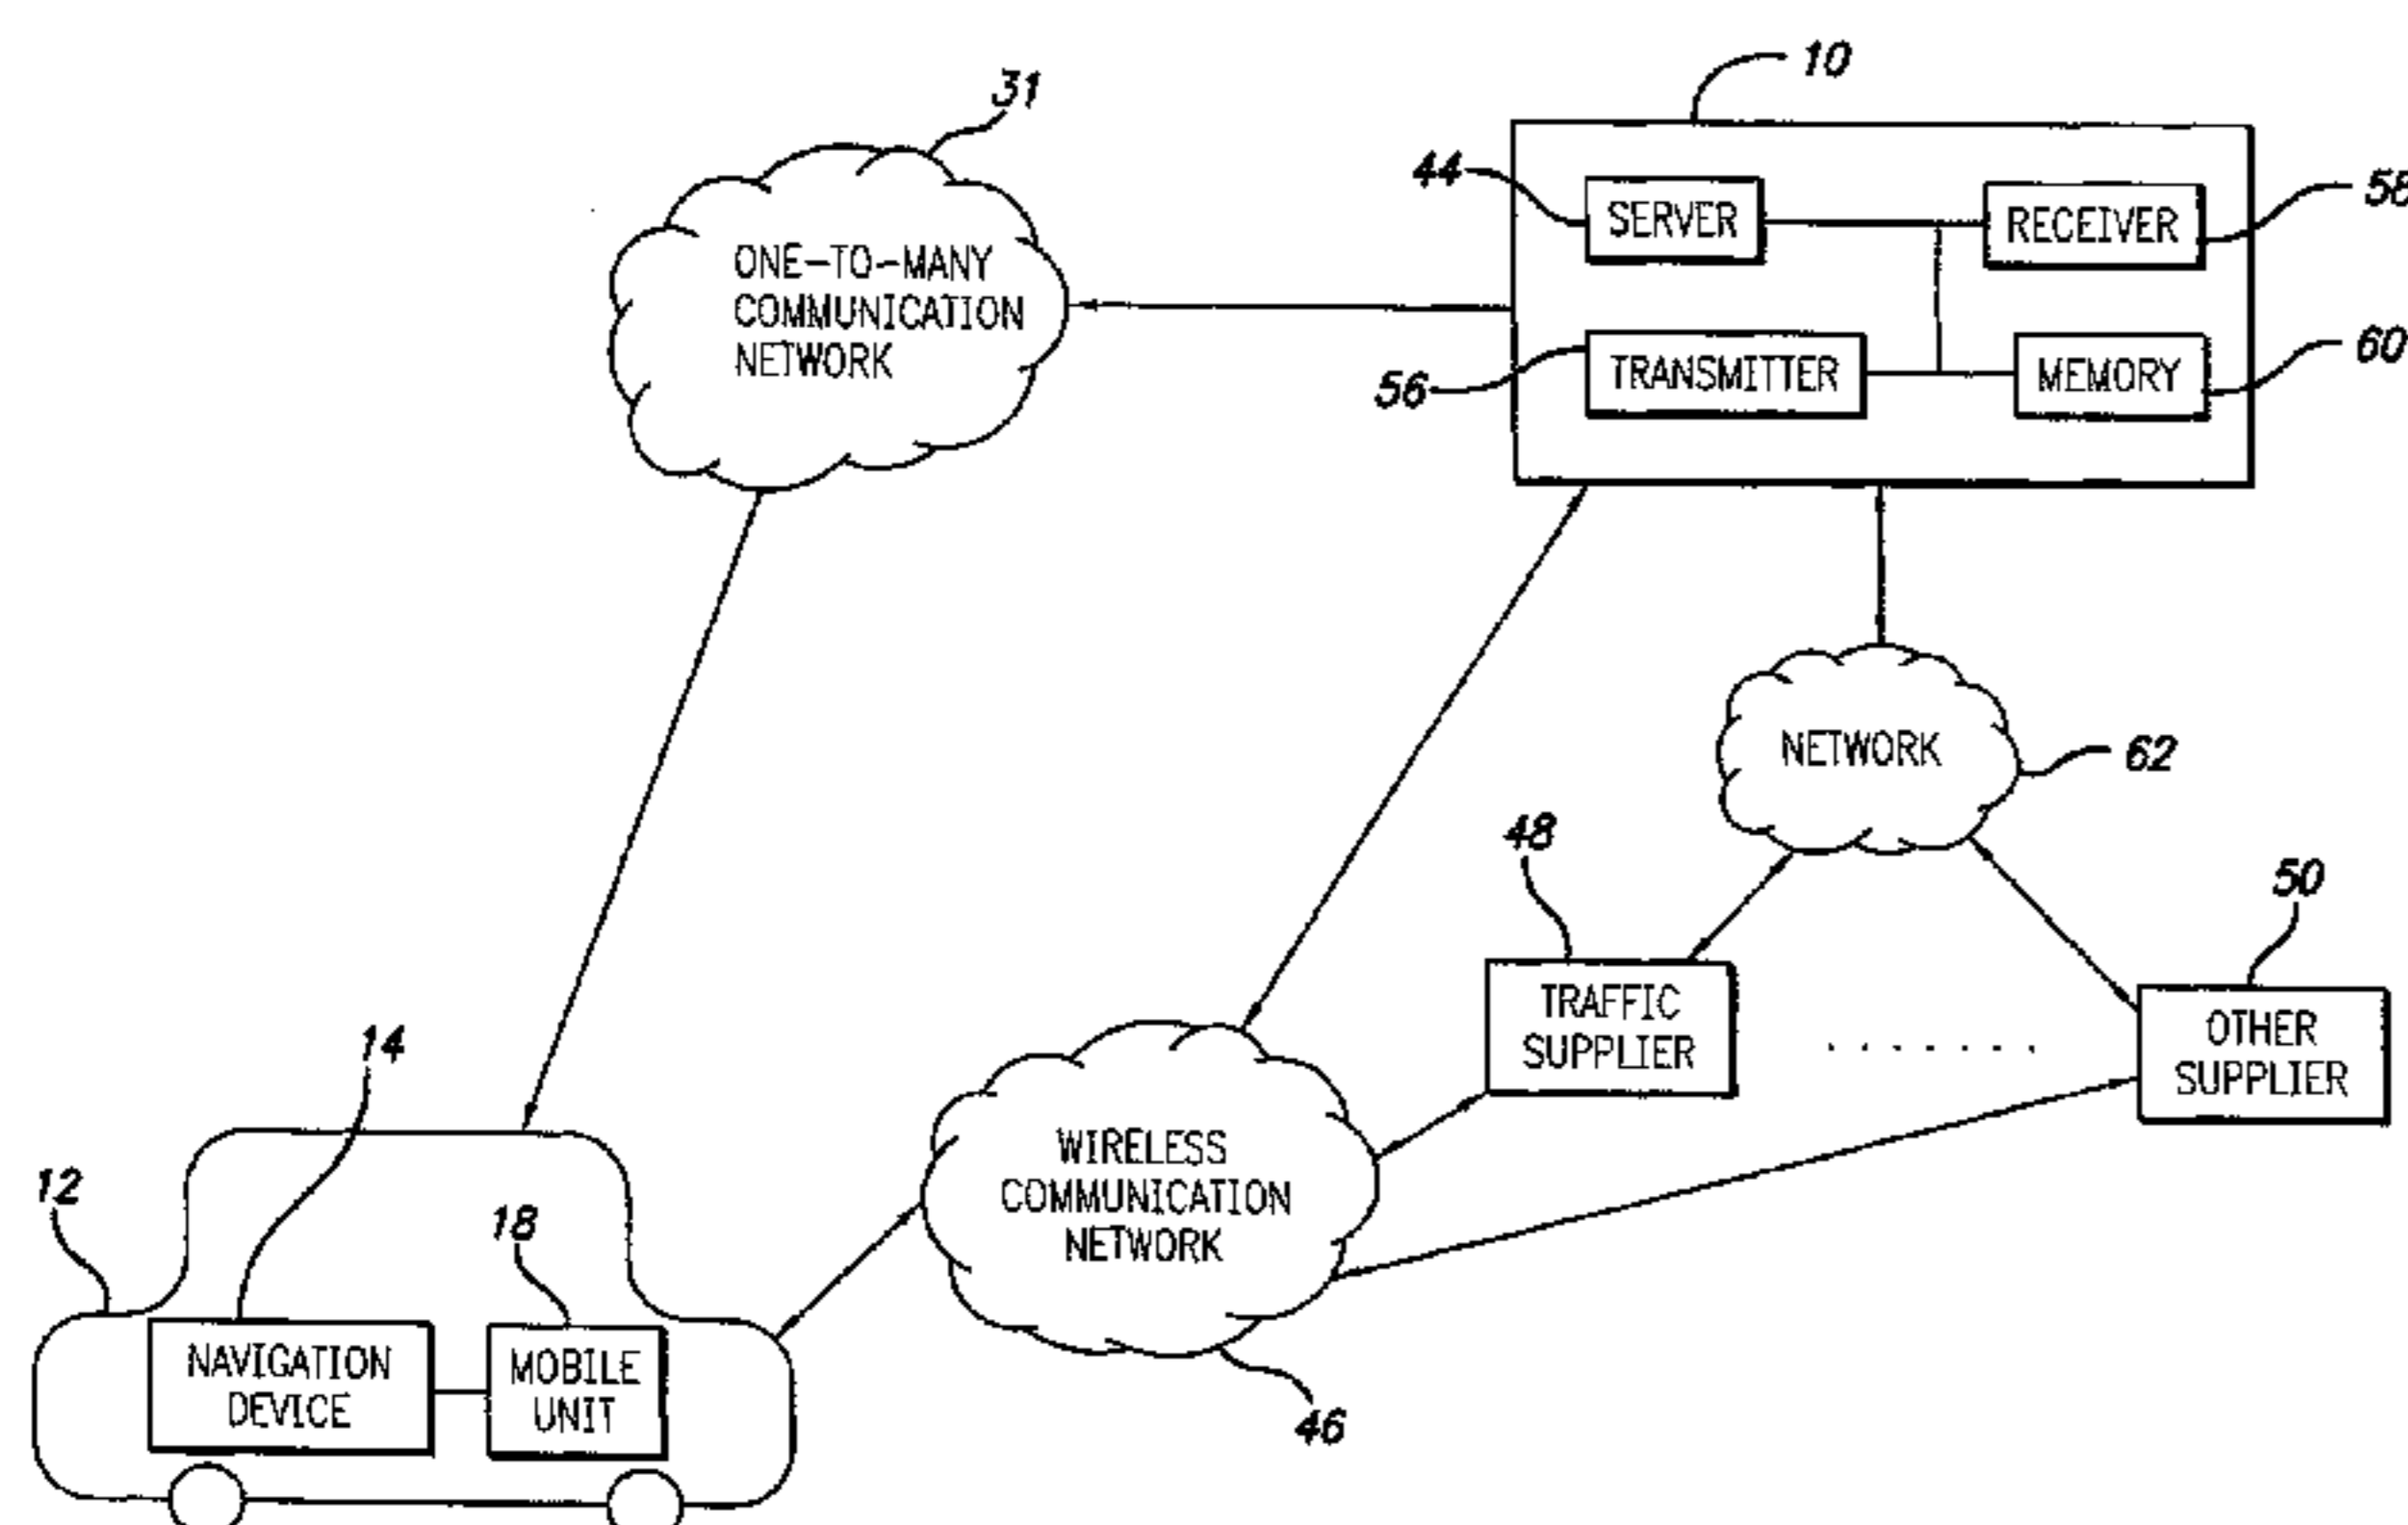 10
31
44
SERVER
RECEIVER
58
ONE-TO-MANY
COMMUNICATION
NETWORK
56
TRANSMITTER
MEMORY
60
NETWORK
62
48
50
TRAFFIC
SUPPLIER
. . . . . . .
OTHER
SUPPLIER
14
12
18
WIRELESS
COMMUNICATION
NETWORK
NAVIGATION
DEVICE
MOBILE
UNIT
46